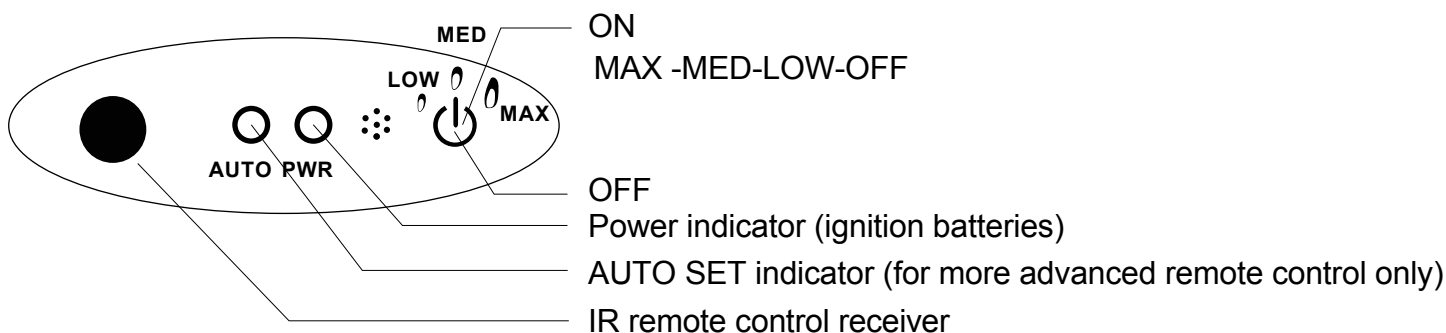 MED
LOW
MAX
AUTO PWR
ON
MAX -MED-LOW-OFF
OFF
Power indicator (ignition batteries)
AUTO SET indicator (for more advanced remote control only)
IR remote control receiver